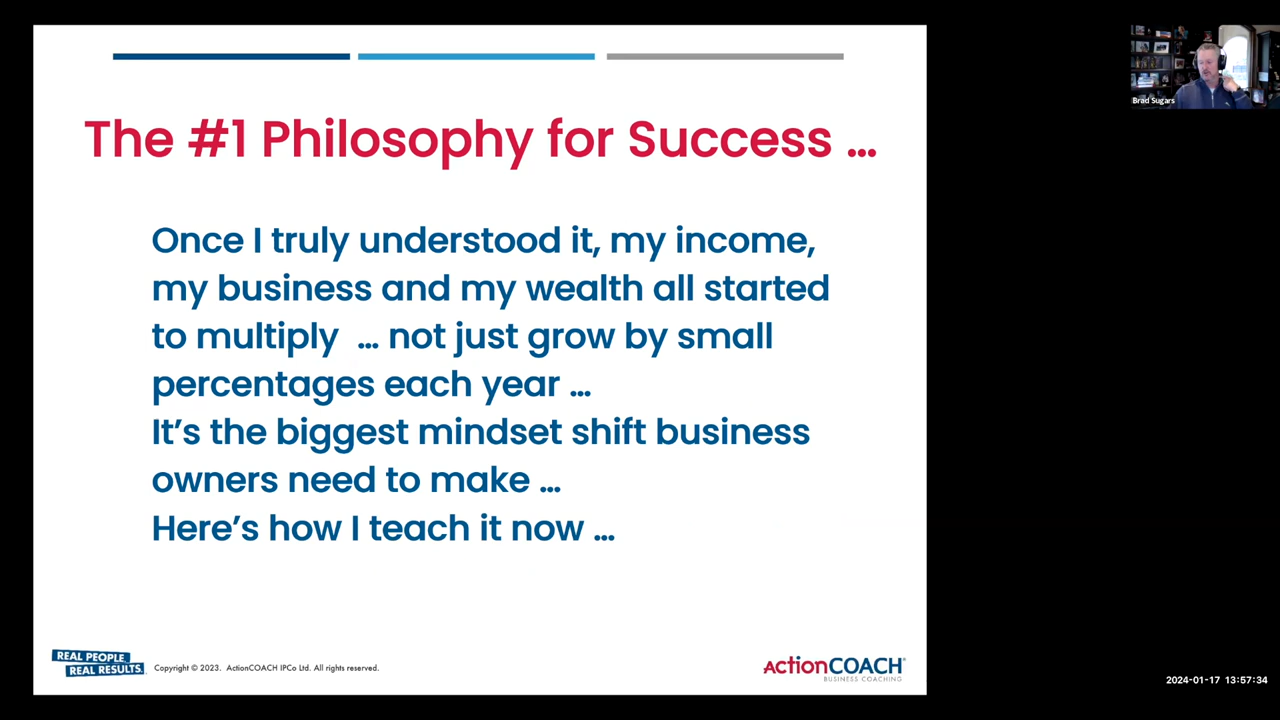 Brad Sugars
The #1 Philosophy for Success ...
Once I truly understood it, my income,
my business and my wealth all started
to multiply  ... not just grow by small
percentages each year ...
It's the biggest mindset shift business
owners need to make ...
Here's how I teach it now ...
REAL PEOPLE.
REAL RESULTS.
Copyright © 2023.  ActionCOACH IPCo Ltd. All rights reserved.
actionCOACH®
BUSINESS COACHING
2024-01-17 13:57:34